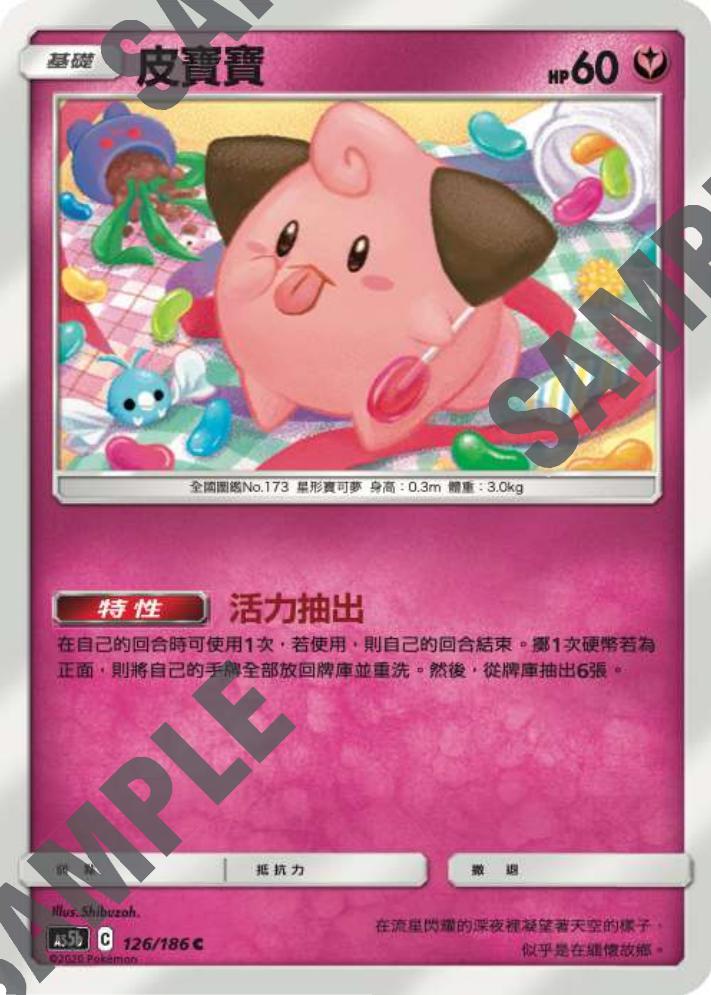 基礎 皮寶寶 HP60
全國圖鑑No.173 星形寶可夢 身高：0.3m 體重：3.0kg
特性 活力抽出
在自己的回合時可使用1次，若使用，則自己的回合結束。擲1次硬幣若為
正面，則將自己的手牌全部放回牌庫並重洗。然後，從牌庫抽出6張。
抵抗力 撤退
Illus. Shibuzoh.
AS5b C 126/186 C
©2020 Pokémon
在流星閃耀的深夜裡凝望著天空的樣子，
似乎是在緬懷故鄉。
SAMPLE
SAMPLE